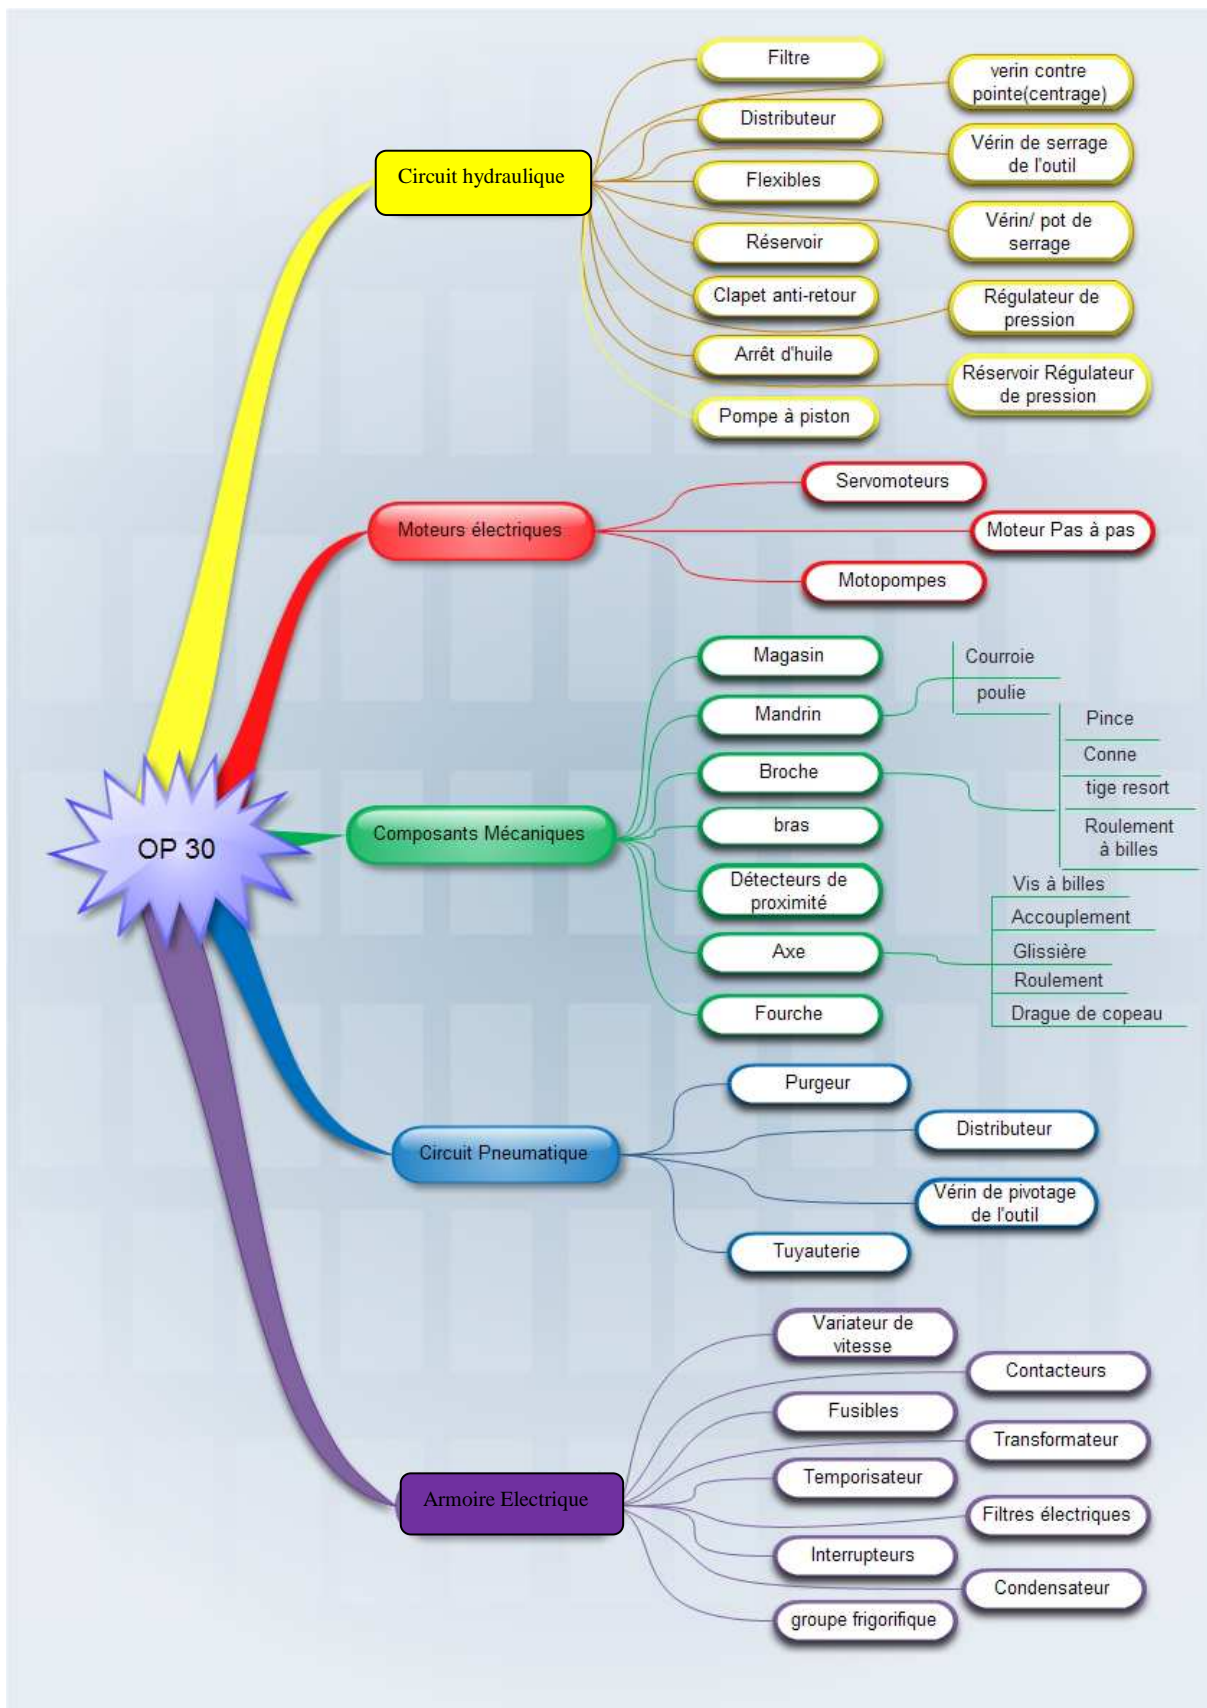 OP 30
Circuit hydraulique
Filtre
verin contre
pointe(centrage)
Distributeur
Vérin de serrage
de l'outil
Flexibles
Vérin/ pot de
serrage
Réservoir
Clapet anti-retour
Régulateur de
pression
Arrêt d'huile
Réservoir Régulateur
de pression
Pompe à piston
Moteurs électriques
Servomoteurs
Moteur Pas à pas
Motopompes
Composants Mécaniques
Magasin
Mandrin
Courroie
poulie
Broche
Pince
Conne
tige resort
Roulement
à billes
bras
Détecteurs de
proximité
Axe
Vis à billes
Accouplement
Glissière
Roulement
Drague de copeau
Fourche
Circuit Pneumatique
Purgeur
Distributeur
Vérin de pivotage
de l'outil
Tuyauterie
Armoire Electrique
Variateur de
vitesse
Contacteurs
Fusibles
Transformateur
Temporisateur
Filtres électriques
Interrupteurs
Condensateur
groupe frigorifique